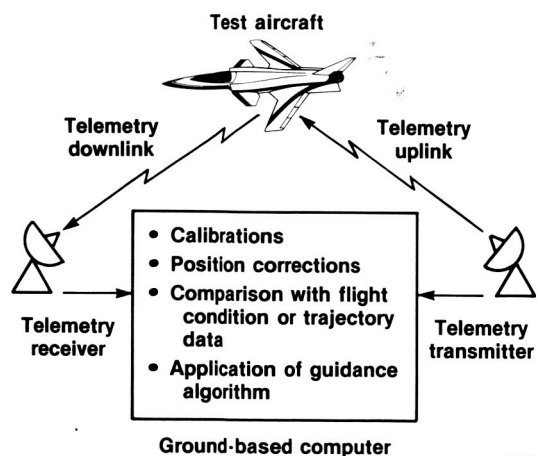 Test aircraft
Telemetry
downlink
Telemetry
uplink
• Calibrations
• Position corrections
• Comparison with flight
condition or trajectory
data
• Application of guidance
algorithm
Telemetry
receiver
Telemetry
transmitter
Ground-based computer